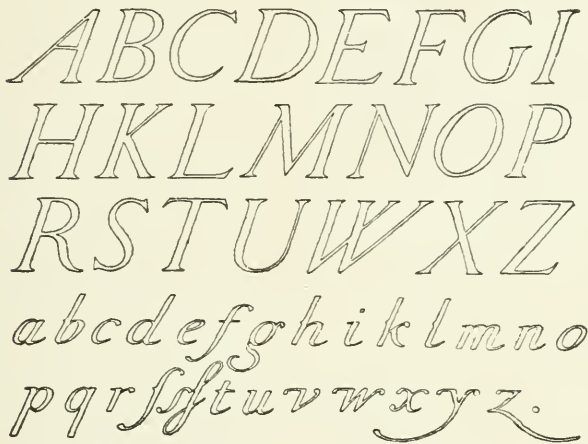 ABCDEFGI
HKLMNOP
RSTUWXZ
abcdefghiklmno
pqrſsſtuvwxyz.